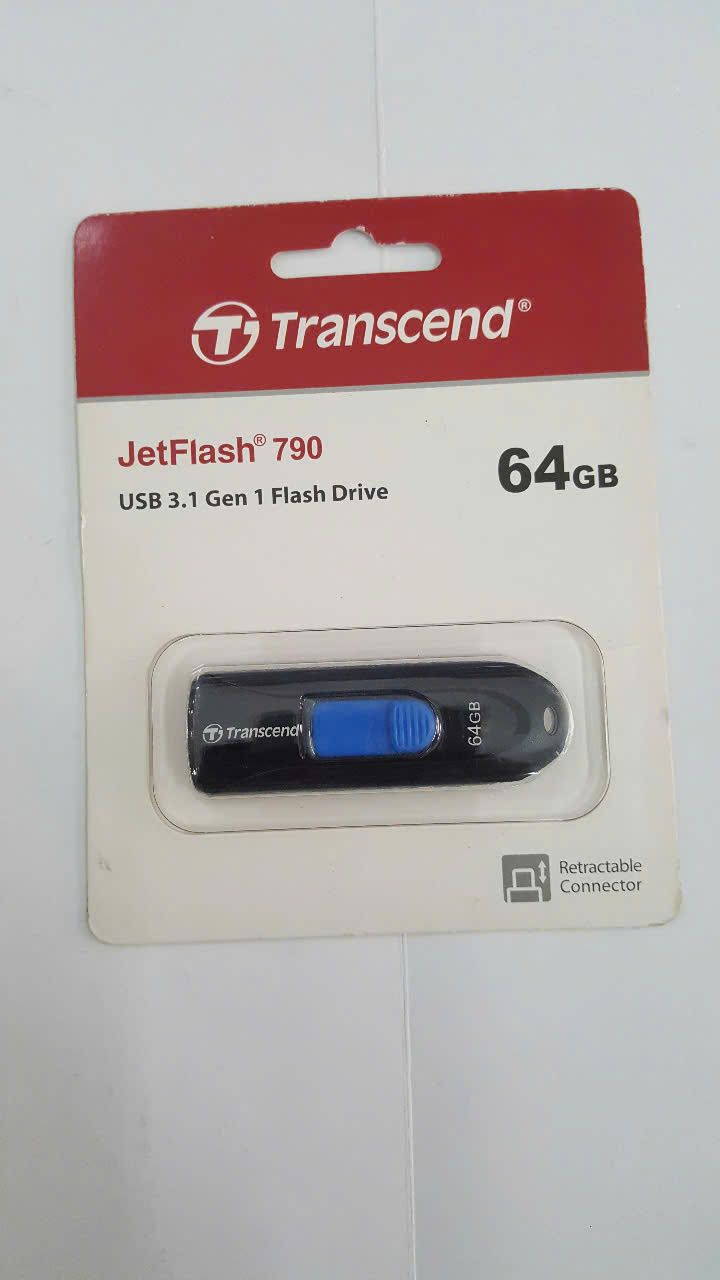 Transcend®
JetFlash® 790
64GB
USB 3.1 Gen 1 Flash Drive
Transcend
64GB
Retractable
Connector